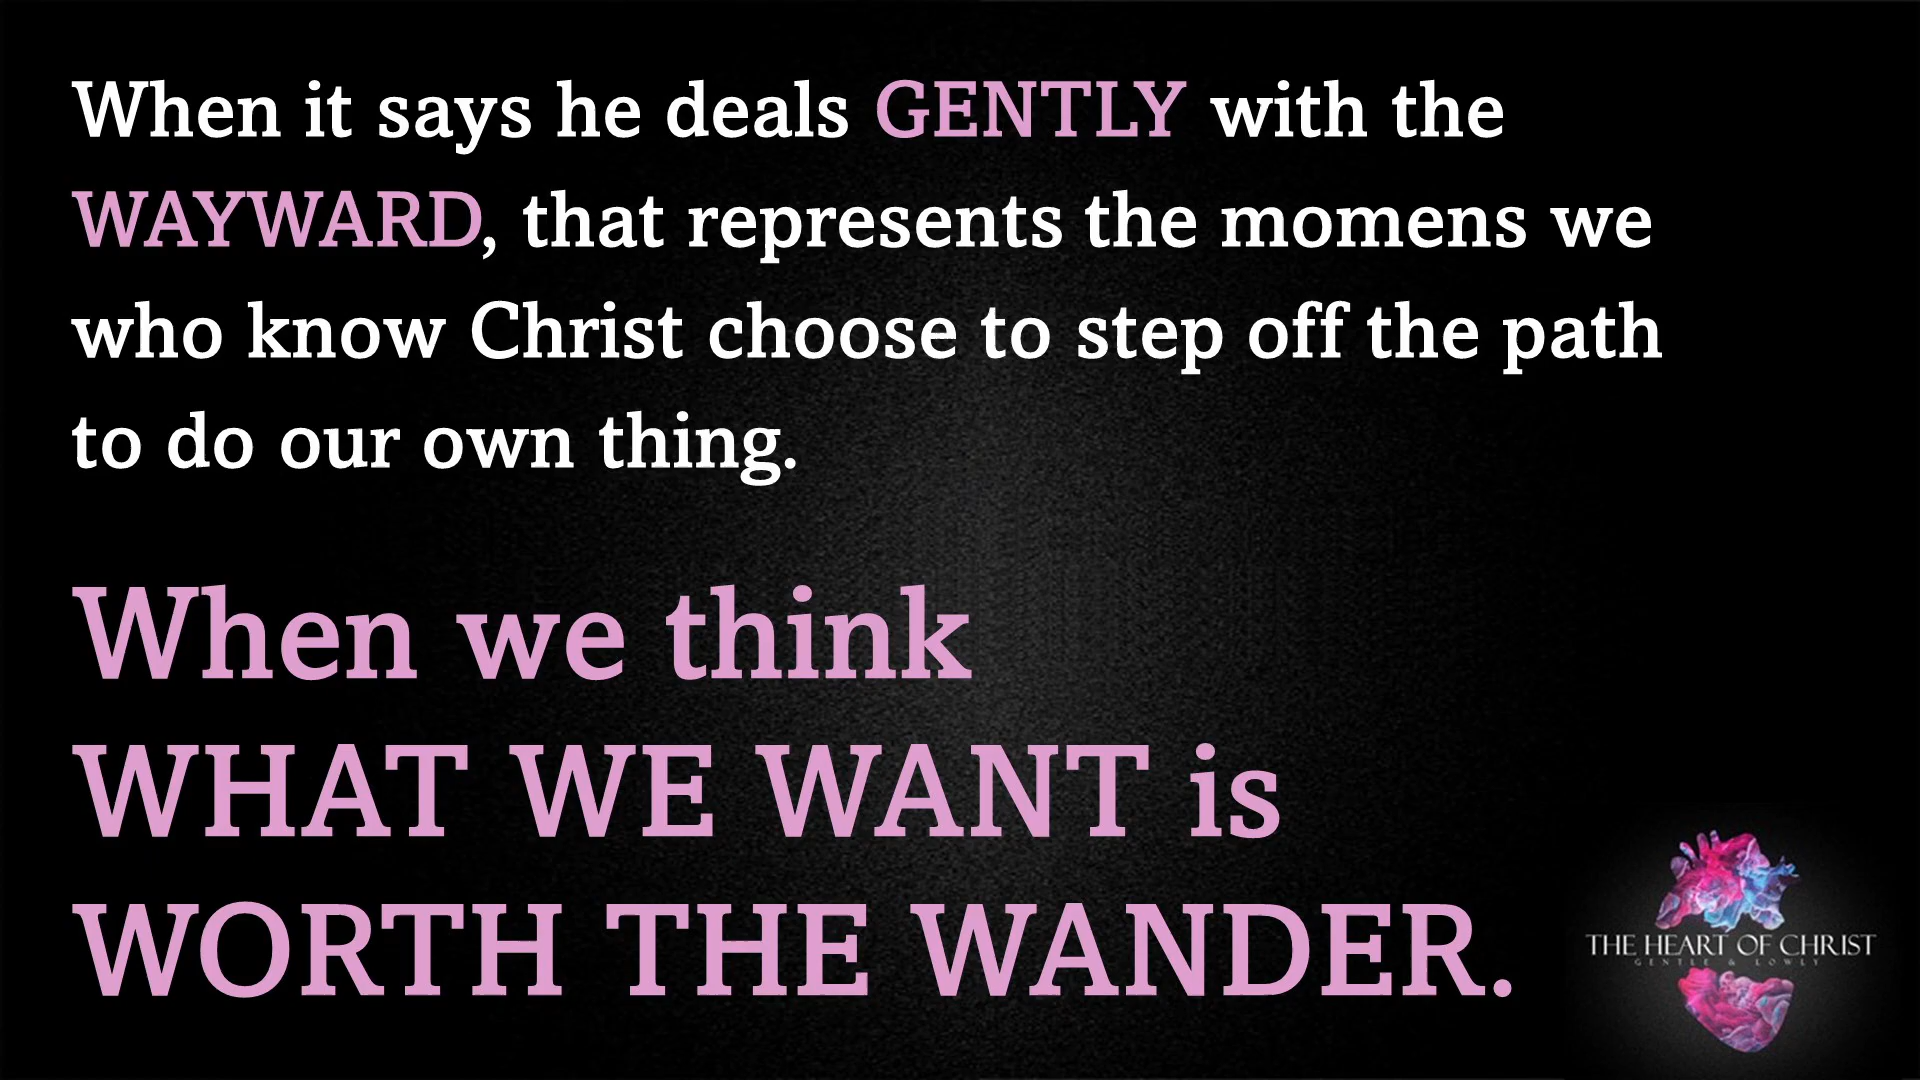 When it says he deals GENTLY with the
WAYWARD, that represents the momens we
who know Christ choose to step off the path
to do our own thing.
When we think
WHAT WE WANT is
WORTH THE WANDER.
THE HEART OF CHRIST
GENTLE & LOWLY